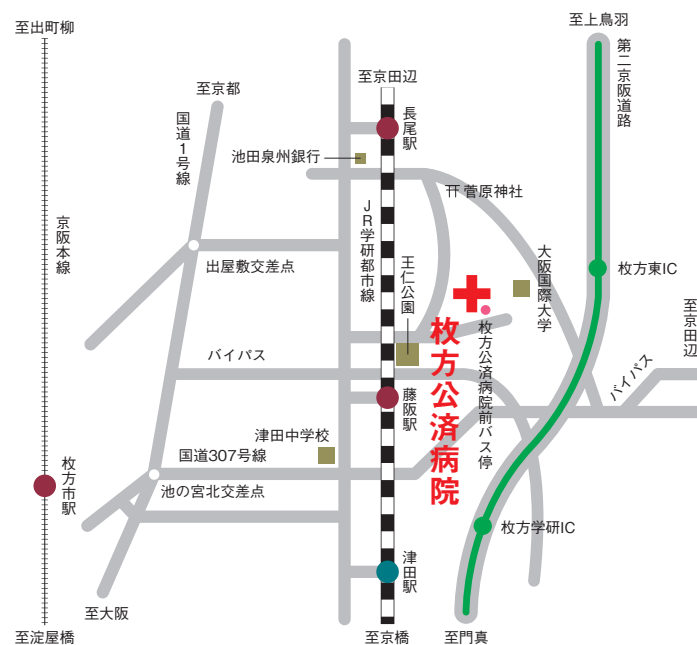 至出町柳
至上鳥羽
第二京阪道路
至京都
至京田辺
国道1号線
長尾駅
池田泉州銀行
菅原神社
JR学研都市線
京阪本線
出屋敷交差点
王仁公園
大阪国際大学
枚方東IC
至京田辺
枚方公済病院
枚方公済病院前バス停
バイパス
バイパス
藤阪駅
津田中学校
国道307号線
枚方市駅
池の宮北交差点
枚方学研IC
津田駅
至大阪
至淀屋橋
至京橋
至門真